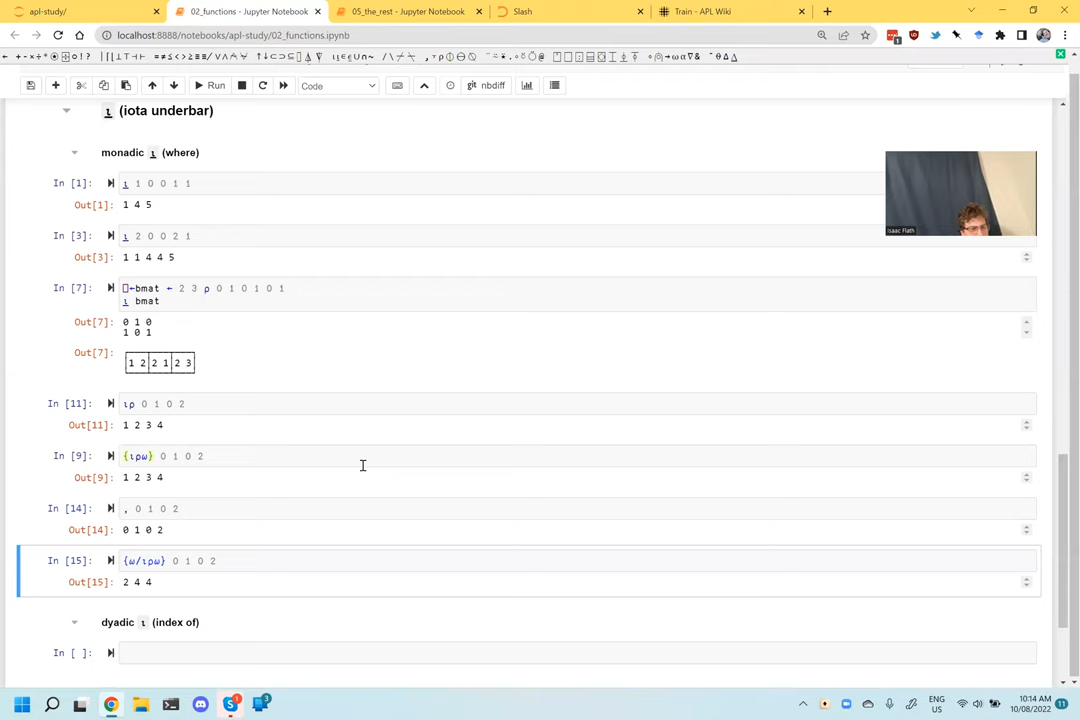 apl-study/
02_functions - Jupyter Notebook
05_the_rest - Jupyter Notebook
Slash
Train - APL Wiki
localhost:8888/notebooks/apl-study/02_functions.ipynb
Run
Code
git nbdiff
⍸ (iota underbar)
monadic ⍸ (where)
In [1]: ⍸ 1 0 0 1 1
Out[1]: 1 4 5
In [3]: ⍸ 2 0 0 2 1
Out[3]: 1 1 4 4 5
In [7]: ⎕←bmat ← 2 3 ⍴ 0 1 0 1 0 1
⍸ bmat
Out[7]: 0 1 0
1 0 1
Out[7]: 1 2 2 1 2 3
In [11]: ⍳⍴ 0 1 0 2
Out[11]: 1 2 3 4
In [9]: {⍳⍴⍵} 0 1 0 2
Out[9]: 1 2 3 4
In [14]: , 0 1 0 2
Out[14]: 0 1 0 2
In [15]: {⍵/⍳⍴⍵} 0 1 0 2
Out[15]: 2 4 4
dyadic ⍳ (index of)
In [ ]:
Isaac Flath
ENG
US
10:14 AM
10/08/2022